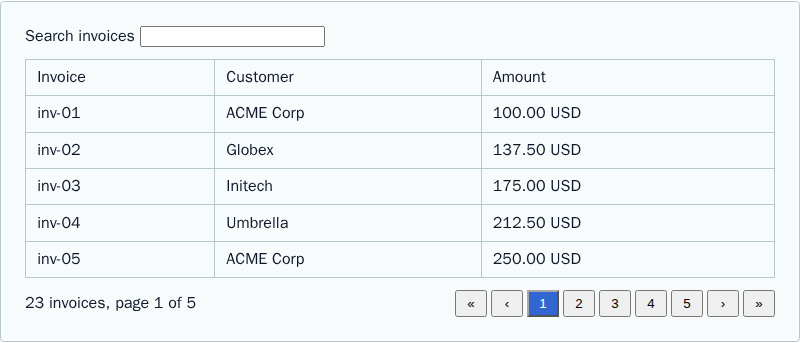 Search invoices
Invoice Customer Amount
inv-01 ACME Corp 100.00 USD
inv-02 Globex 137.50 USD
inv-03 Initech 175.00 USD
inv-04 Umbrella 212.50 USD
inv-05 ACME Corp 250.00 USD
23 invoices, page 1 of 5 « ‹ 1 2 3 4 5 › »